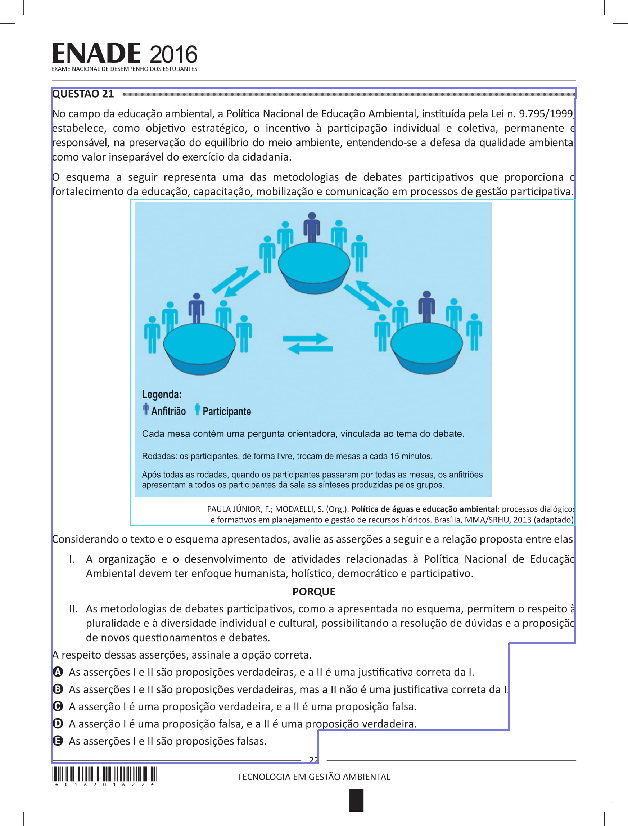 ENADE 2016
EXAME NACIONAL DE DESEMPENHO DOS ESTUDANTES
QUESTÃO 21
No campo da educação ambiental, a Política Nacional de Educação Ambiental, instituída pela Lei n. 9.795/1999,
estabelece, como objetivo estratégico, o incentivo à participação individual e coletiva, permanente e
responsável, na preservação do equilíbrio do meio ambiente, entendendo-se a defesa da qualidade ambiental
como valor inseparável do exercício da cidadania.
O esquema a seguir representa uma das metodologias de debates participativos que proporciona o
fortalecimento da educação, capacitação, mobilização e comunicação em processos de gestão participativa.
Legenda:
Anfitrião Participante
Cada mesa contém uma pergunta orientadora, vinculada ao tema do debate.
Rodadas: os participantes, de forma livre, trocam de mesas a cada 15 minutos.
Após todas as rodadas, quando os participantes passaram por todas as mesas, os anfitriões
apresentam a todos os participantes da sala as sínteses produzidas pelos grupos.
PAULA JÚNIOR, F.; MODAELLI, S. (Org.). Política de águas e educação ambiental: processos dialógicos
e formativos em planejamento e gestão de recursos hídricos. Brasília, MMA/SRHU, 2013 (adaptado).
Considerando o texto e o esquema apresentados, avalie as asserções a seguir e a relação proposta entre elas.
I. A organização e o desenvolvimento de atividades relacionadas à Política Nacional de Educação
Ambiental devem ter enfoque humanista, holístico, democrático e participativo.
PORQUE
II. As metodologias de debates participativos, como a apresentada no esquema, permitem o respeito à
pluralidade e à diversidade individual e cultural, possibilitando a resolução de dúvidas e a proposição
de novos questionamentos e debates.
A respeito dessas asserções, assinale a opção correta.
A As asserções I e II são proposições verdadeiras, e a II é uma justificativa correta da I.
B As asserções I e II são proposições verdadeiras, mas a II não é uma justificativa correta da I.
C A asserção I é uma proposição verdadeira, e a II é uma proposição falsa.
D A asserção I é uma proposição falsa, e a II é uma proposição verdadeira.
E As asserções I e II são proposições falsas.
22
TECNOLOGIA EM GESTÃO AMBIENTAL